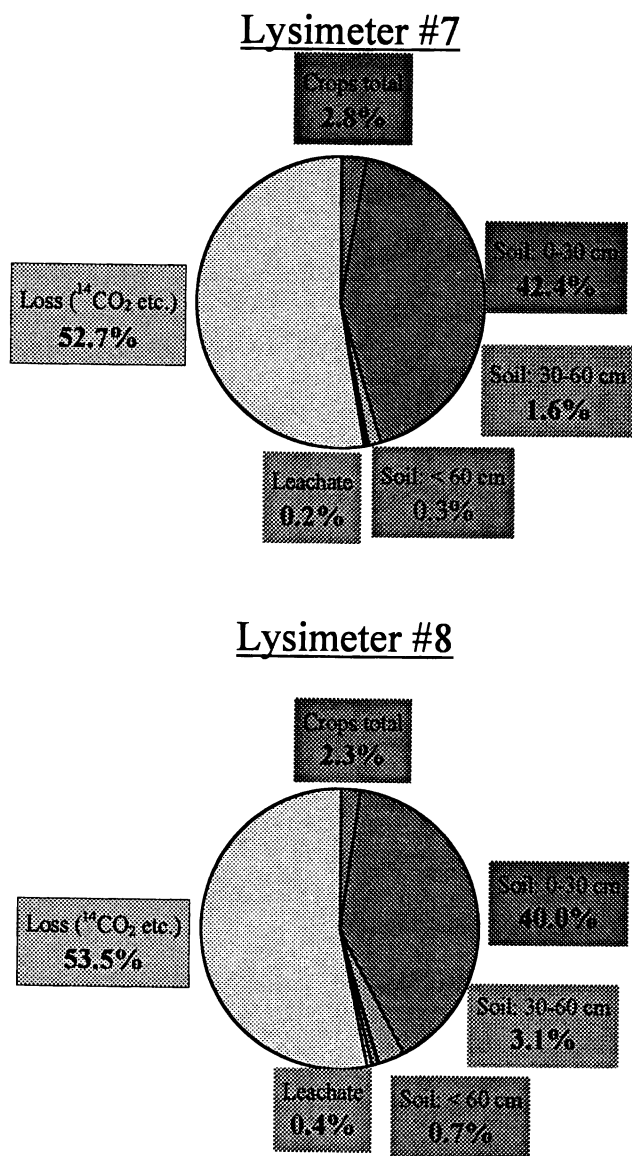 Lysimeter #7
Crops total
2.8%
Soil: 0-30 cm
42.4%
Loss (¹⁴CO₂ etc.)
52.7%
Soil: 30-60 cm
1.6%
Leachate
0.2%
Soil: < 60 cm
0.3%
Lysimeter #8
Crops total
2.3%
Soil: 0-30 cm
40.0%
Loss (¹⁴CO₂ etc.)
53.5%
Soil: 30-60 cm
3.1%
Leachate
0.4%
Soil: < 60 cm
0.7%